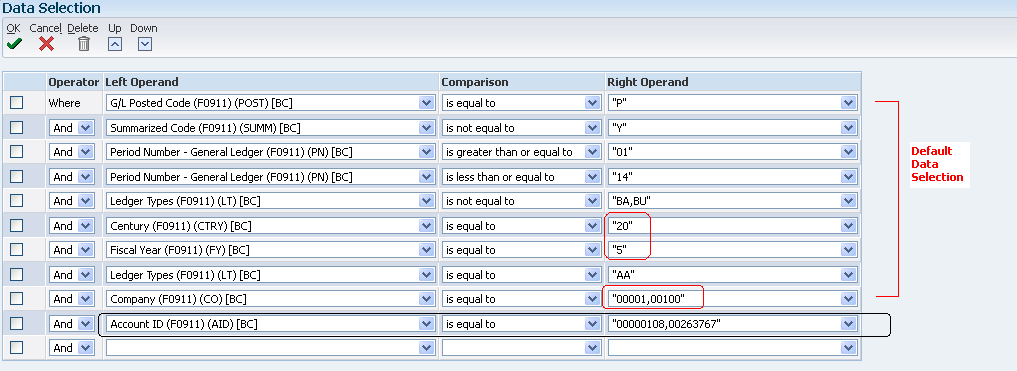 Data Selection
OK Cancel Delete Up Down
Operator Left Operand Comparison Right Operand
Where G/L Posted Code (F0911) (POST) [BC] is equal to "P"
And Summarized Code (F0911) (SUMM) [BC] is not equal to "Y"
And Period Number - General Ledger (F0911) (PN) [BC] is greater than or equal to "01"
And Period Number - General Ledger (F0911) (PN) [BC] is less than or equal to "14"
And Ledger Types (F0911) (LT) [BC] is not equal to "BA,BU"
And Century (F0911) (CTRY) [BC] is equal to "20"
And Fiscal Year (F0911) (FY) [BC] is equal to "5"
And Ledger Types (F0911) (LT) [BC] is equal to "AA"
And Company (F0911) (CO) [BC] is equal to "00001,00100"
And Account ID (F0911) (AID) [BC] is equal to "00000108,00263767"
And
Default
Data
Selection